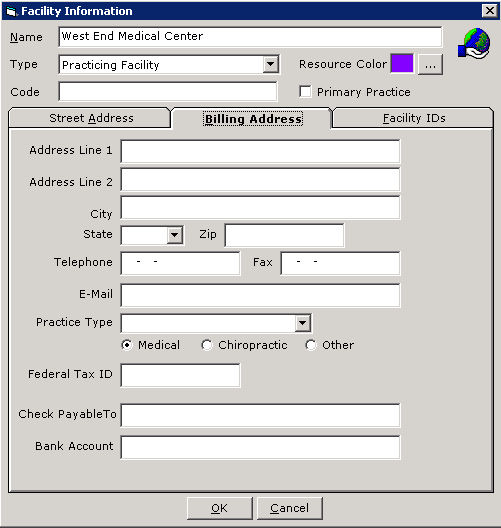 Facility Information
Name West End Medical Center
Type Practicing Facility Resource Color ...
Code Primary Practice
Street Address Billing Address Facility IDs
Address Line 1
Address Line 2
City
State Zip
Telephone - - Fax - -
E-Mail
Practice Type
Medical Chiropractic Other
Federal Tax ID
Check PayableTo
Bank Account
OK Cancel